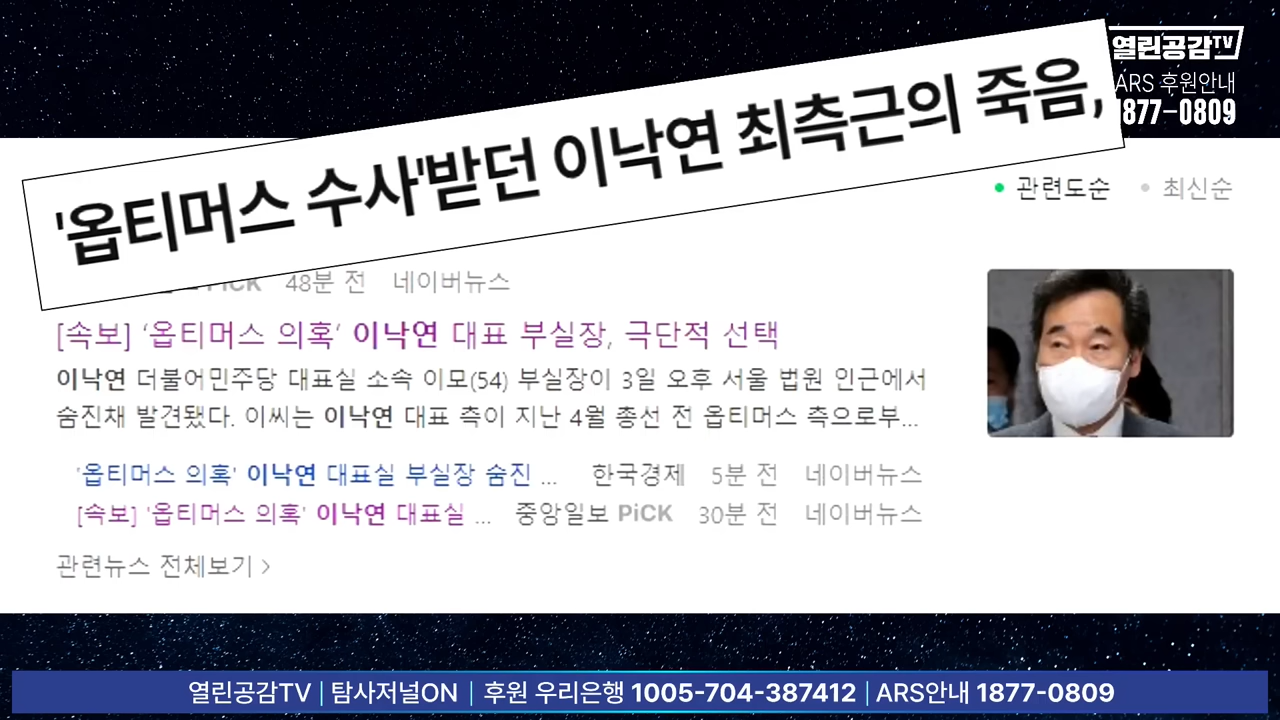 열린공감TV
ARS 후원안내
1877-0809
'옵티머스 수사'받던 이낙연 최측근의 죽음,
관련도순
최신순
PiCK 48분 전 네이버뉴스
[속보] '옵티머스 의혹' 이낙연 대표 부실장, 극단적 선택
이낙연 더불어민주당 대표실 소속 이모(54) 부실장이 3일 오후 서울 법원 인근에서
숨진채 발견됐다. 이씨는 이낙연 대표 측이 지난 4월 총선 전 옵티머스 측으로부...
'옵티머스 의혹' 이낙연 대표실 부실장 숨진 ... 한국경제 5분 전 네이버뉴스
[속보] '옵티머스 의혹' 이낙연 대표실 ... 중앙일보 PiCK 30분 전 네이버뉴스
관련뉴스 전체보기 >
열린공감TV | 탐사저널ON | 후원 우리은행 1005-704-387412 | ARS안내 1877-0809